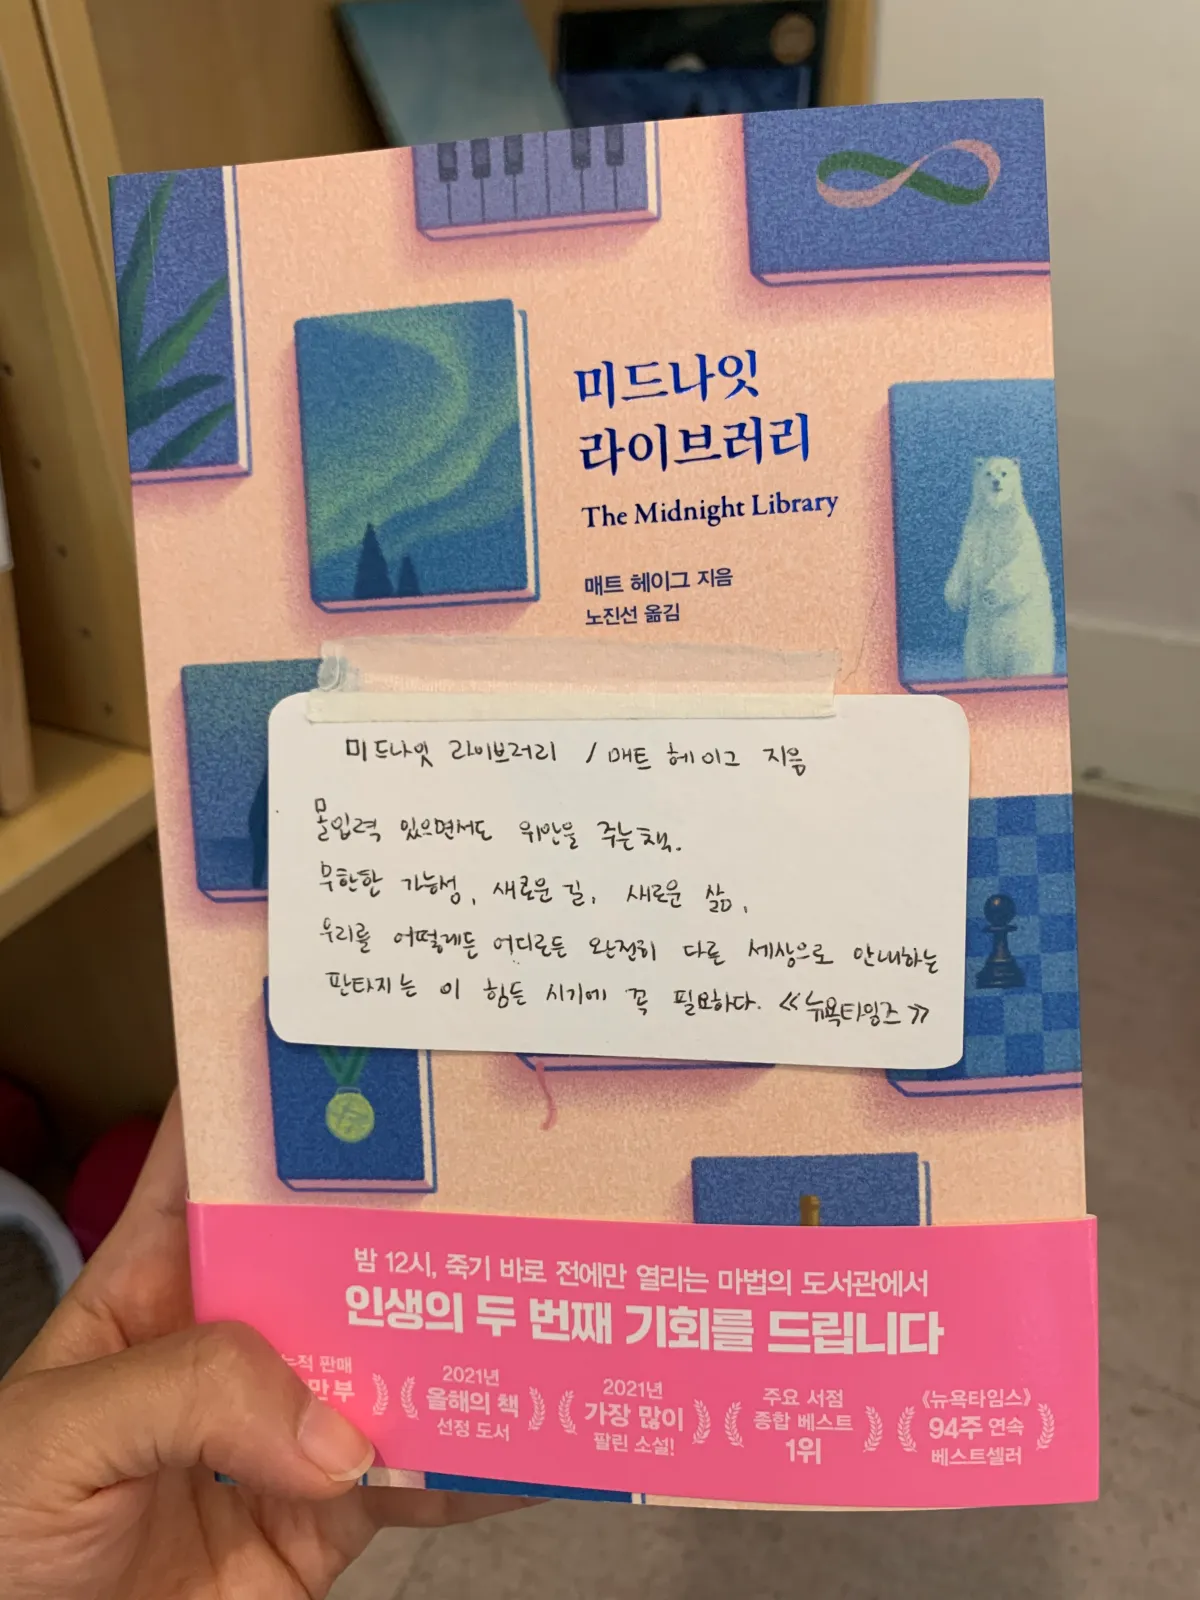 미드나잇
라이브러리
The Midnight Library
매트 헤이그 지음
노진선 옮김
미드나잇 라이브러리 / 매트 헤이그 지음
몰입력 있으면서도 위안을 주는 책.
무한한 가능성, 새로운 길, 새로운 삶,
우리를 어떻게든 어디로든 완전히 다른 세상으로 안내하는
판타지는 이 힘든 시기에 꼭 필요하다. 《뉴욕타임즈》
밤 12시, 죽기 바로 전에만 열리는 마법의 도서관에서
인생의 두 번째 기회를 드립니다
판매
만 부
2021년
올해의 책
선정 도서
2021년
가장 많이
팔린 소설!
주요 서점
종합 베스트
1위
《뉴욕타임스》
94주 연속
베스트셀러